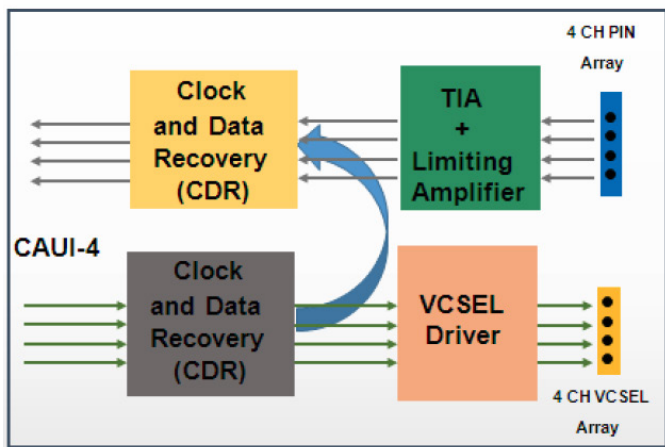 4 CH PIN
Array
Clock
and Data
Recovery
(CDR)
TIA
+
Limiting
Amplifier
CAUI-4
Clock
and Data
Recovery
(CDR)
VCSEL
Driver
4 CH VCSEL
Array